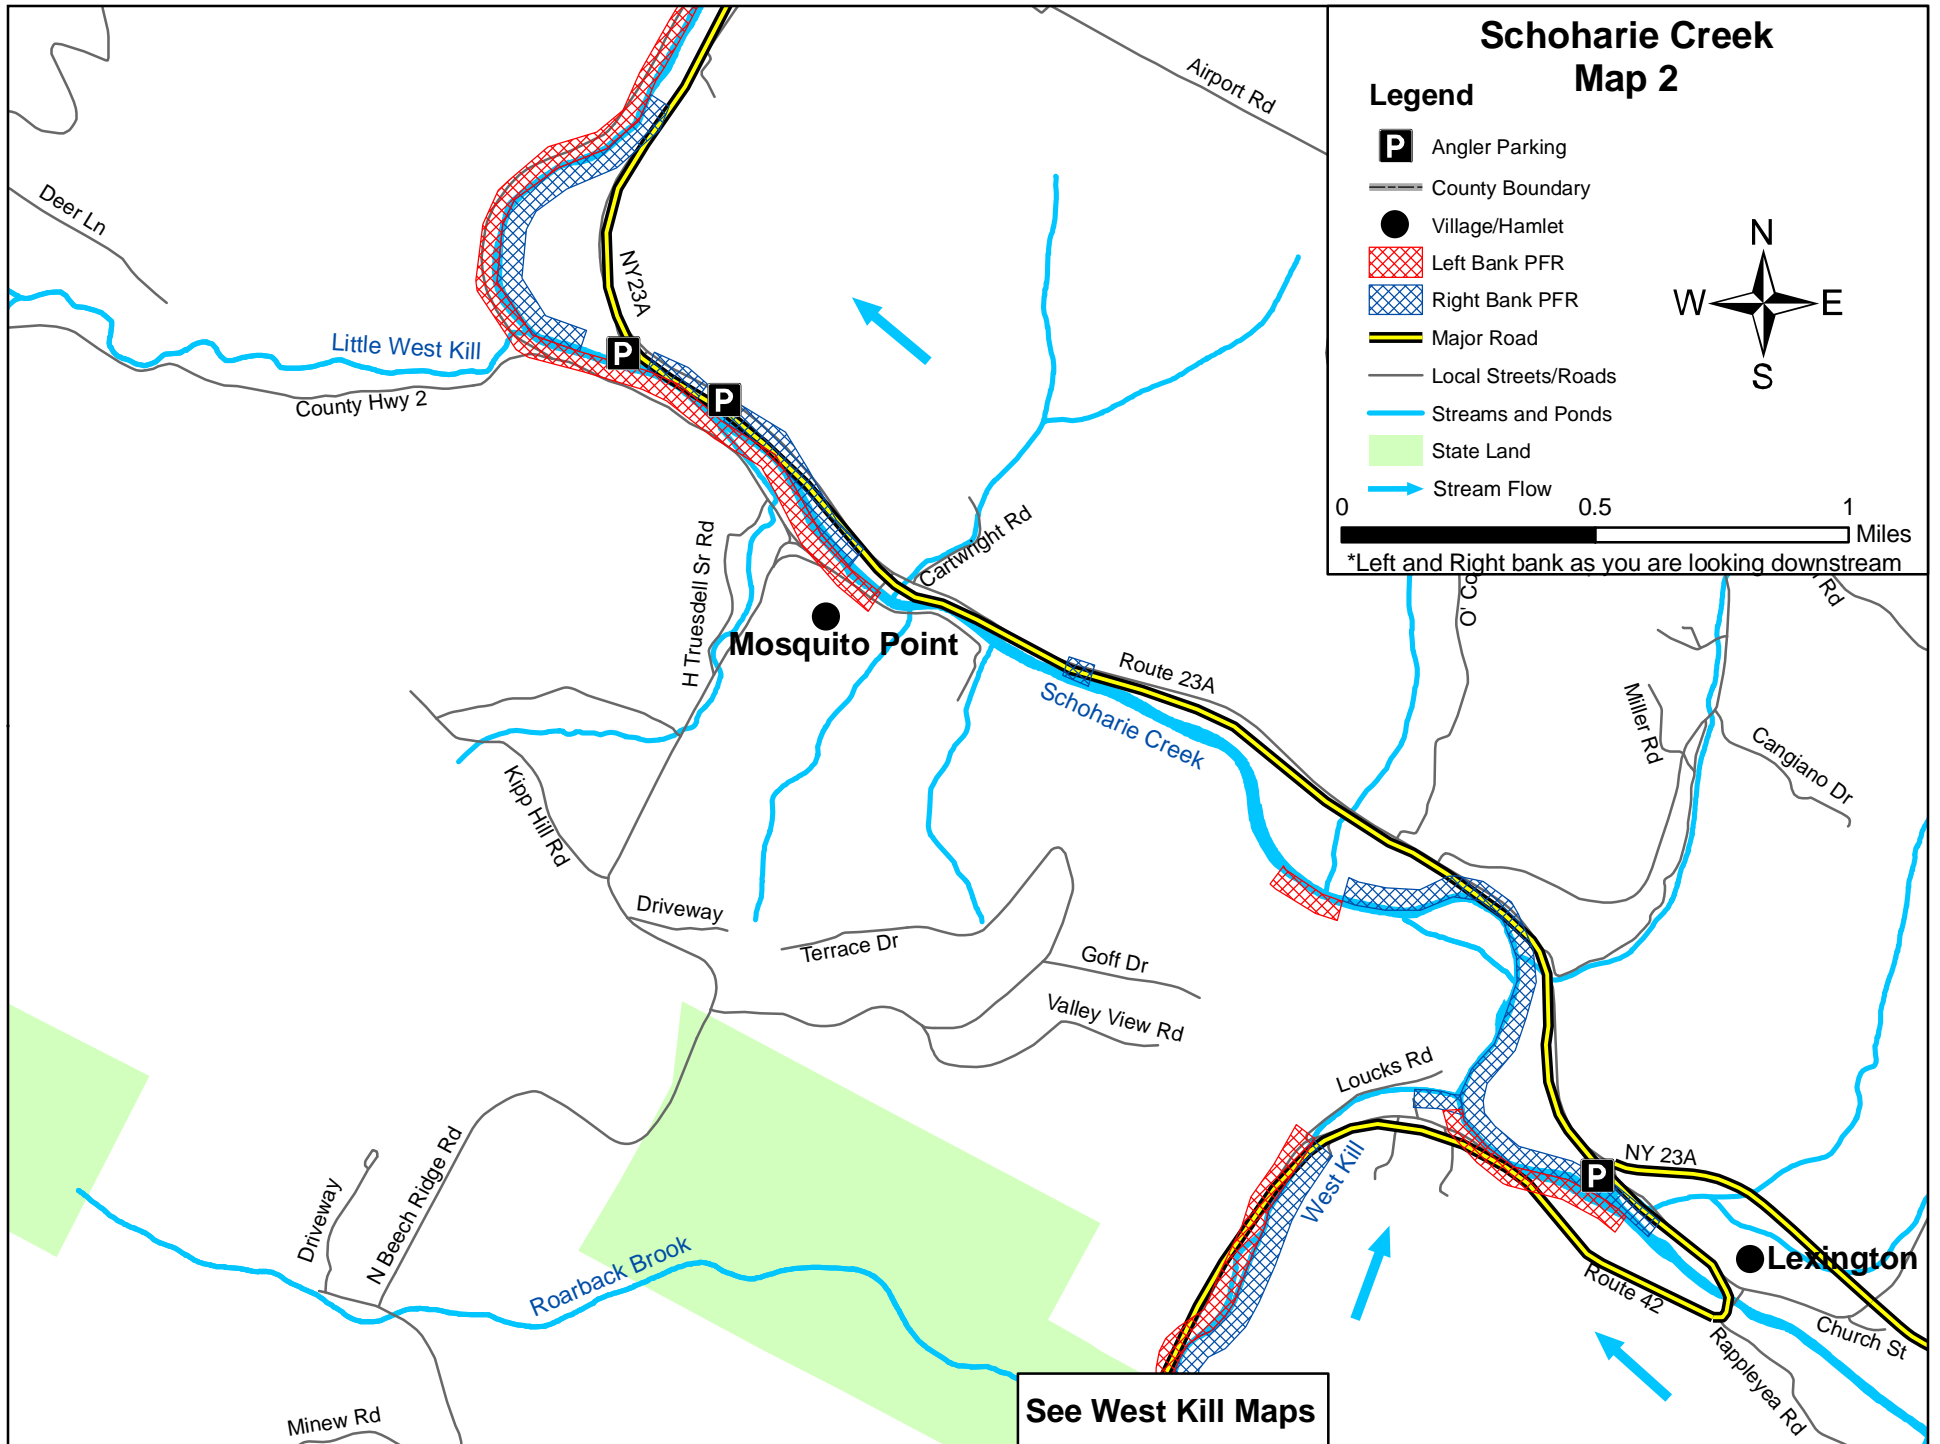 Schoharie Creek
Map 2
Legend
P Angler Parking
County Boundary
Village/Hamlet
Left Bank PFR
Right Bank PFR
Major Road
Local Streets/Roads
Streams and Ponds
State Land
Stream Flow
N
W E
S
0 0.5 1
Miles
*Left and Right bank as you are looking downstream
Airport Rd
Deer Ln
NY23A
Little West Kill
County Hwy 2
P
P
Cartwright Rd
H Truesdell Sr Rd
Mosquito Point
Route 23A
Schoharie Creek
O' Co
Rd
Miller Rd
Cangiano Dr
Kipp Hill Rd
Driveway
Terrace Dr
Goff Dr
Valley View Rd
Loucks Rd
West Kill
NY 23A
P
Lexington
Route 42
Church St
Rappleyea Rd
Driveway
N Beech Ridge Rd
Roarback Brook
Minew Rd
See West Kill Maps